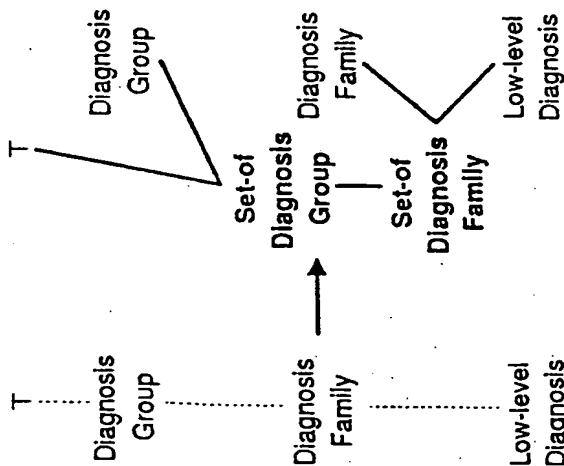 T
Diagnosis
Group
Diagnosis
Family
Low-level
Diagnosis
T
Diagnosis
Group
Set-of
Diagnosis
Group
Diagnosis
Family
Set-of
Diagnosis
Family
Low-level
Diagnosis